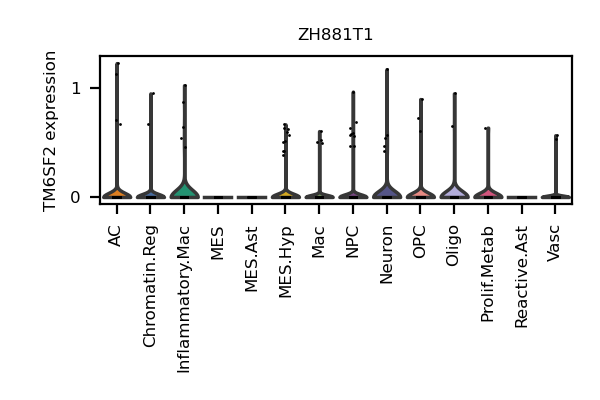 ZH881T1
TM6SF2 expression
1
0
AC
Chromatin.Reg
Inflammatory.Mac
MES
MES.Ast
MES.Hyp
Mac
NPC
Neuron
OPC
Oligo
Prolif.Metab
Reactive.Ast
Vasc